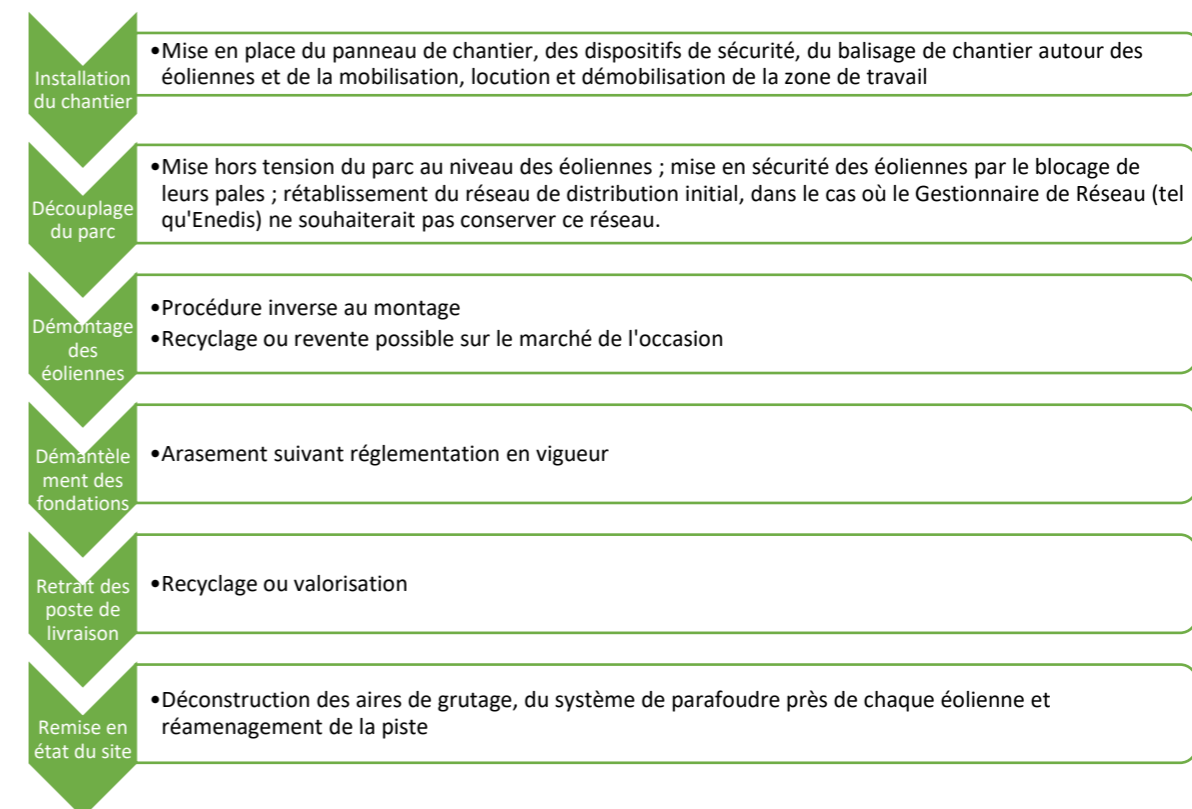 Installation
du chantier
•Mise en place du panneau de chantier, des dispositifs de sécurité, du balisage de chantier autour des
éoliennes et de la mobilisation, locution et démobilisation de la zone de travail
Découplage
du parc
•Mise hors tension du parc au niveau des éoliennes ; mise en sécurité des éoliennes par le blocage de
leurs pales ; rétablissement du réseau de distribution initial, dans le cas où le Gestionnaire de Réseau (tel
qu'Enedis) ne souhaiterait pas conserver ce réseau.
Démontage
des
éoliennes
•Procédure inverse au montage
•Recyclage ou revente possible sur le marché de l'occasion
Démantèle
ment des
fondations
•Arasement suivant réglementation en vigueur
Retrait des
poste de
livraison
•Recyclage ou valorisation
Remise en
état du site
•Déconstruction des aires de grutage, du système de parafoudre près de chaque éolienne et
réamenagement de la piste